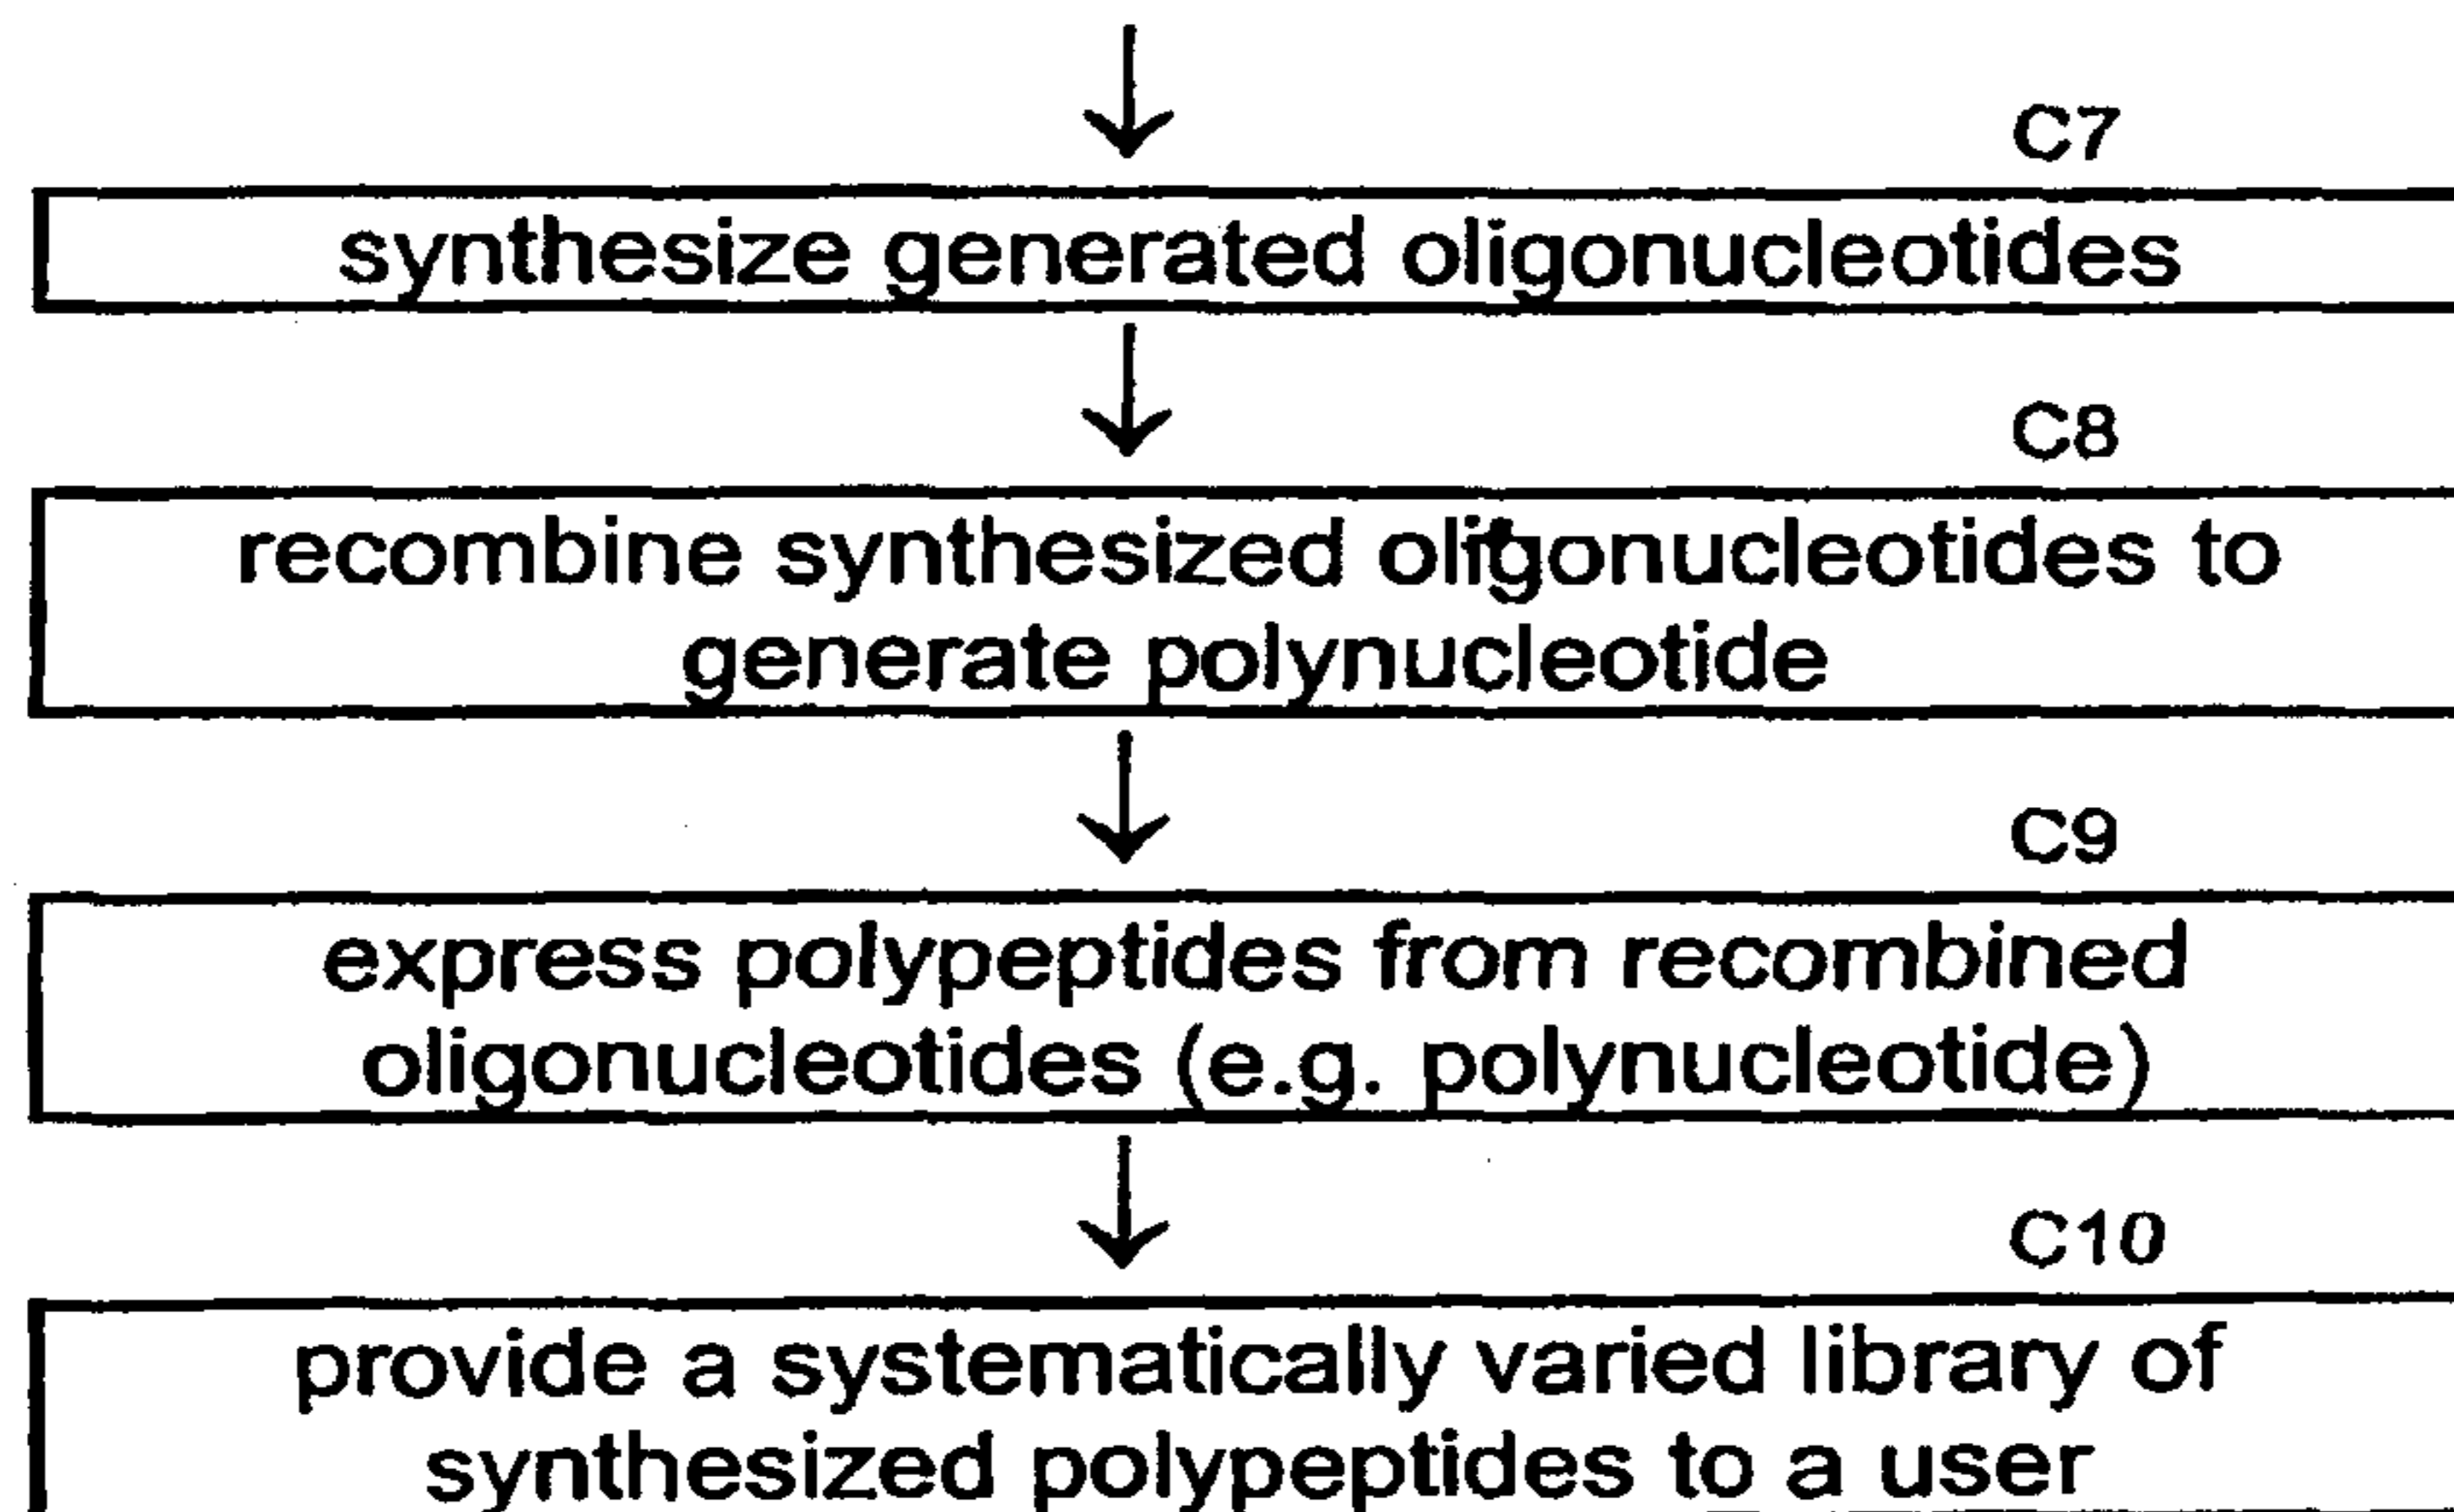 C7
synthesize generated oligonucleotides
C8
recombine synthesized oligonucleotides to
generate polynucleotide
C9
express polypeptides from recombined
oligonucleotides (e.g. polynucleotide)
C10
provide a systematically varied library of
synthesized polypeptides to a user